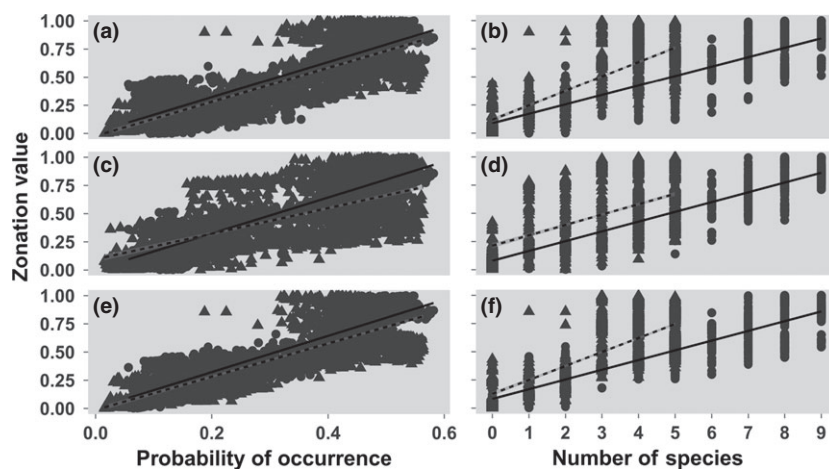 (a)
(b)
1.00
0.75
0.50
0.25
0.00
(c)
(d)
1.00
0.75
0.50
0.25
0.00
(e)
(f)
1.00
0.75
0.50
0.25
0.00
Zonation value
0.0 0.2 0.4 0.6
0 1 2 3 4 5 6 7 8 9
Probability of occurrence
Number of species